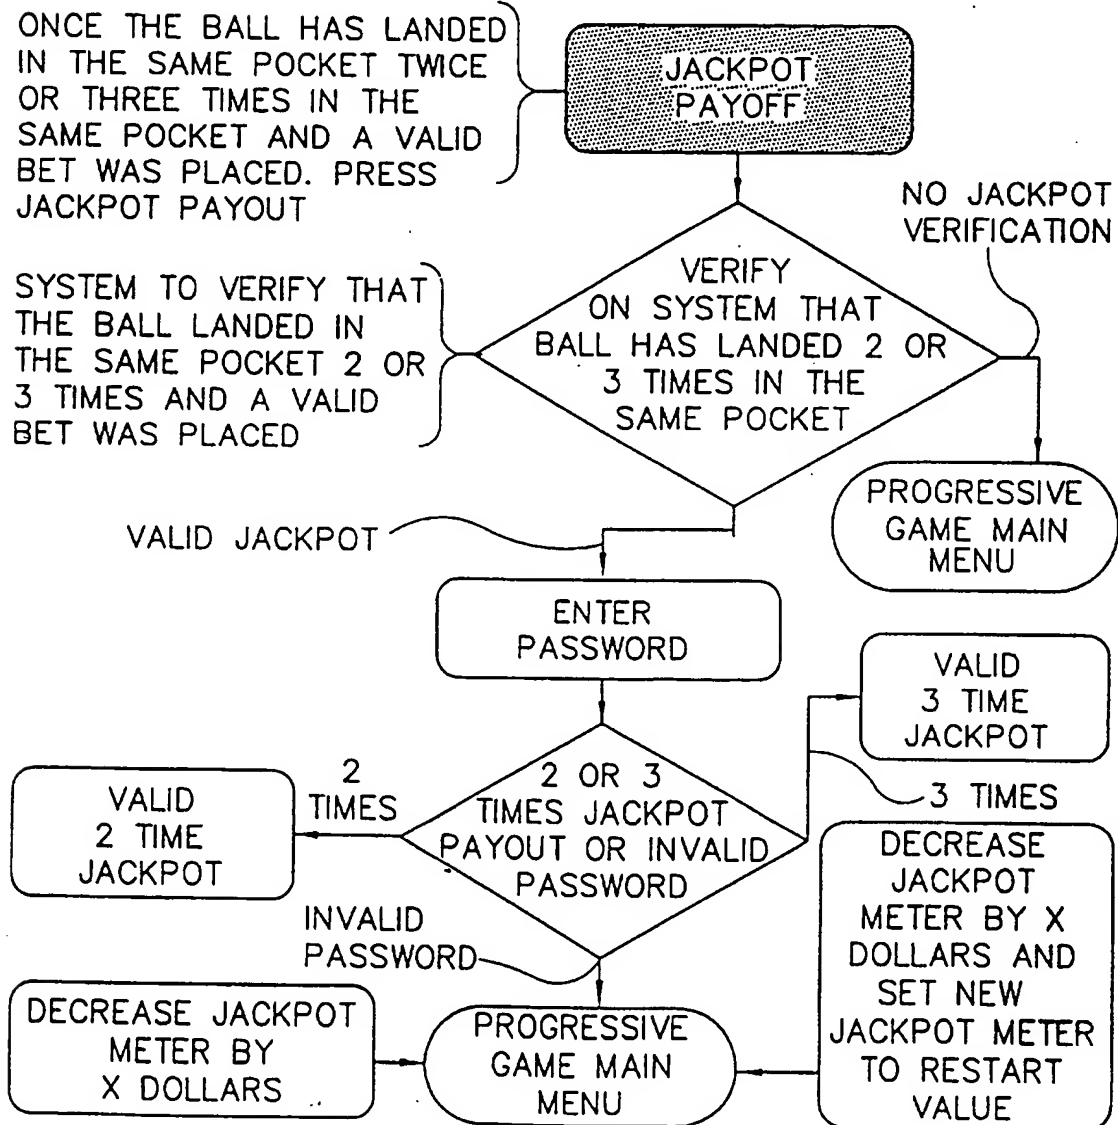 ONCE THE BALL HAS LANDED
IN THE SAME POCKET TWICE
OR THREE TIMES IN THE
SAME POCKET AND A VALID
BET WAS PLACED. PRESS
JACKPOT PAYOUT
JACKPOT
PAYOFF
NO JACKPOT
VERIFICATION
SYSTEM TO VERIFY THAT
THE BALL LANDED IN
THE SAME POCKET 2 OR
3 TIMES AND A VALID
BET WAS PLACED
VERIFY
ON SYSTEM THAT
BALL HAS LANDED 2 OR
3 TIMES IN THE
SAME POCKET
PROGRESSIVE
GAME MAIN
MENU
VALID JACKPOT
ENTER
PASSWORD
VALID
3 TIME
JACKPOT
2
TIMES
VALID
2 TIME
JACKPOT
2 OR 3
TIMES JACKPOT
PAYOUT OR INVALID
PASSWORD
3 TIMES
INVALID
PASSWORD
DECREASE
JACKPOT
METER BY X
DOLLARS AND
SET NEW
JACKPOT METER
TO RESTART
VALUE
DECREASE JACKPOT
METER BY
X DOLLARS
PROGRESSIVE
GAME MAIN
MENU